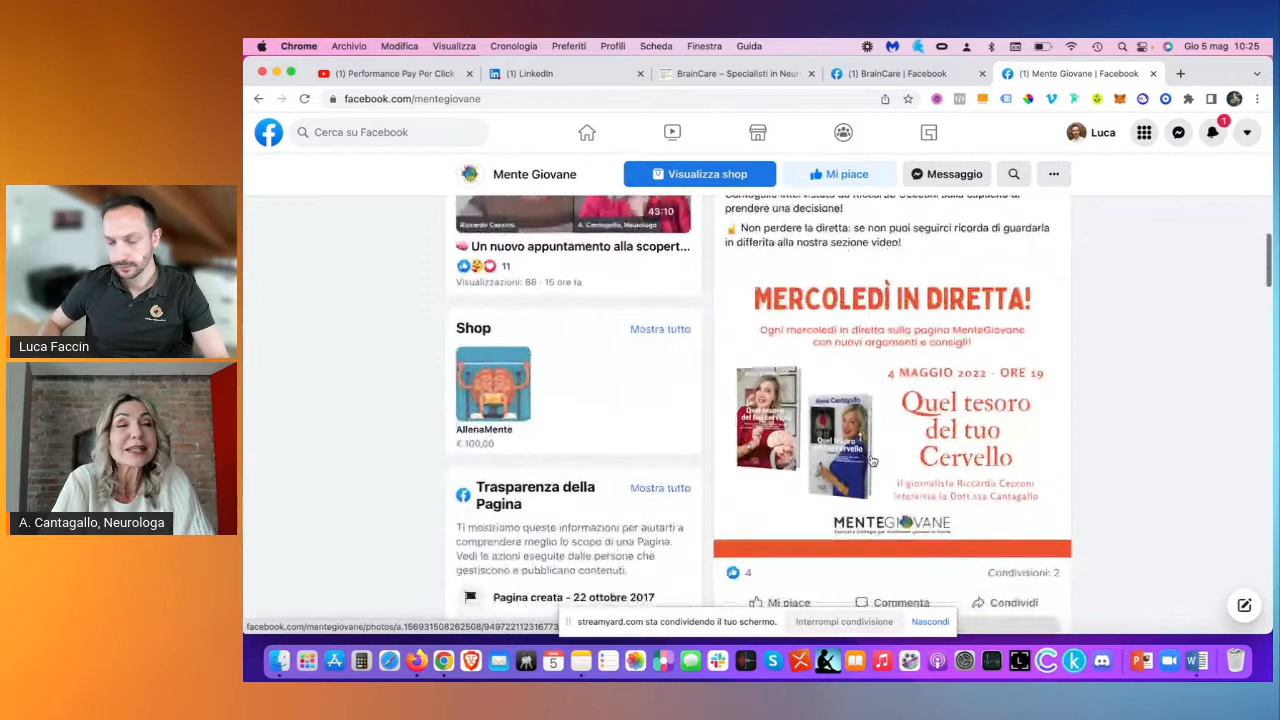 Chrome Archivio Modifica Visualizza Cronologia Preferiti Profili Scheda Finestra Guida Gio 5 mag 10:25
(1) Performance Pay Per Click
(1) LinkedIn
BrainCare – Specialisti in Neur
(1) BrainCare | Facebook
(1) Mente Giovane | Facebook
facebook.com/mentegiovane
Cerca su Facebook
Luca
1
Mente Giovane
Visualizza shop
Mi piace
Messaggio
43:10
Riccardo Cecconi
A. Cantagallo, Neurologa
Un nuovo appuntamento alla scopert...
11
Visualizzazioni: 88 · 15 ore fa
Shop
Mostra tutto
AllenaMente
€ 100,00
Trasparenza della Pagina
Mostra tutto
Ti mostriamo queste informazioni per aiutarti a
comprendere meglio lo scopo di una Pagina.
Vedi le azioni eseguite dalle persone che
gestiscono e pubblicano contenuti.
Pagina creata - 22 ottobre 2017
prendere una decisione!
Non perdere la diretta: se non puoi seguirci ricorda di guardarla
in differita alla nostra sezione video!
MERCOLEDÌ IN DIRETTA!
Ogni mercoledì in diretta sulla pagina MenteGiovane
con nuovi argomenti e consigli!
4 MAGGIO 2022 - ORE 19
Quel tesoro
del tuo
Cervello
il giornalista Riccardo Cecconi
intervista la Dott.ssa Cantagallo
MENTEGIOVANE
4
Condivisioni: 2
Mi piace
Commenta
Condividi
facebook.com/mentegiovane/photos/a.156931508262508/949722112316773
streamyard.com sta condividendo il tuo schermo.
Interrompi condivisione
Nascondi
Luca Faccin
A. Cantagallo, Neurologa